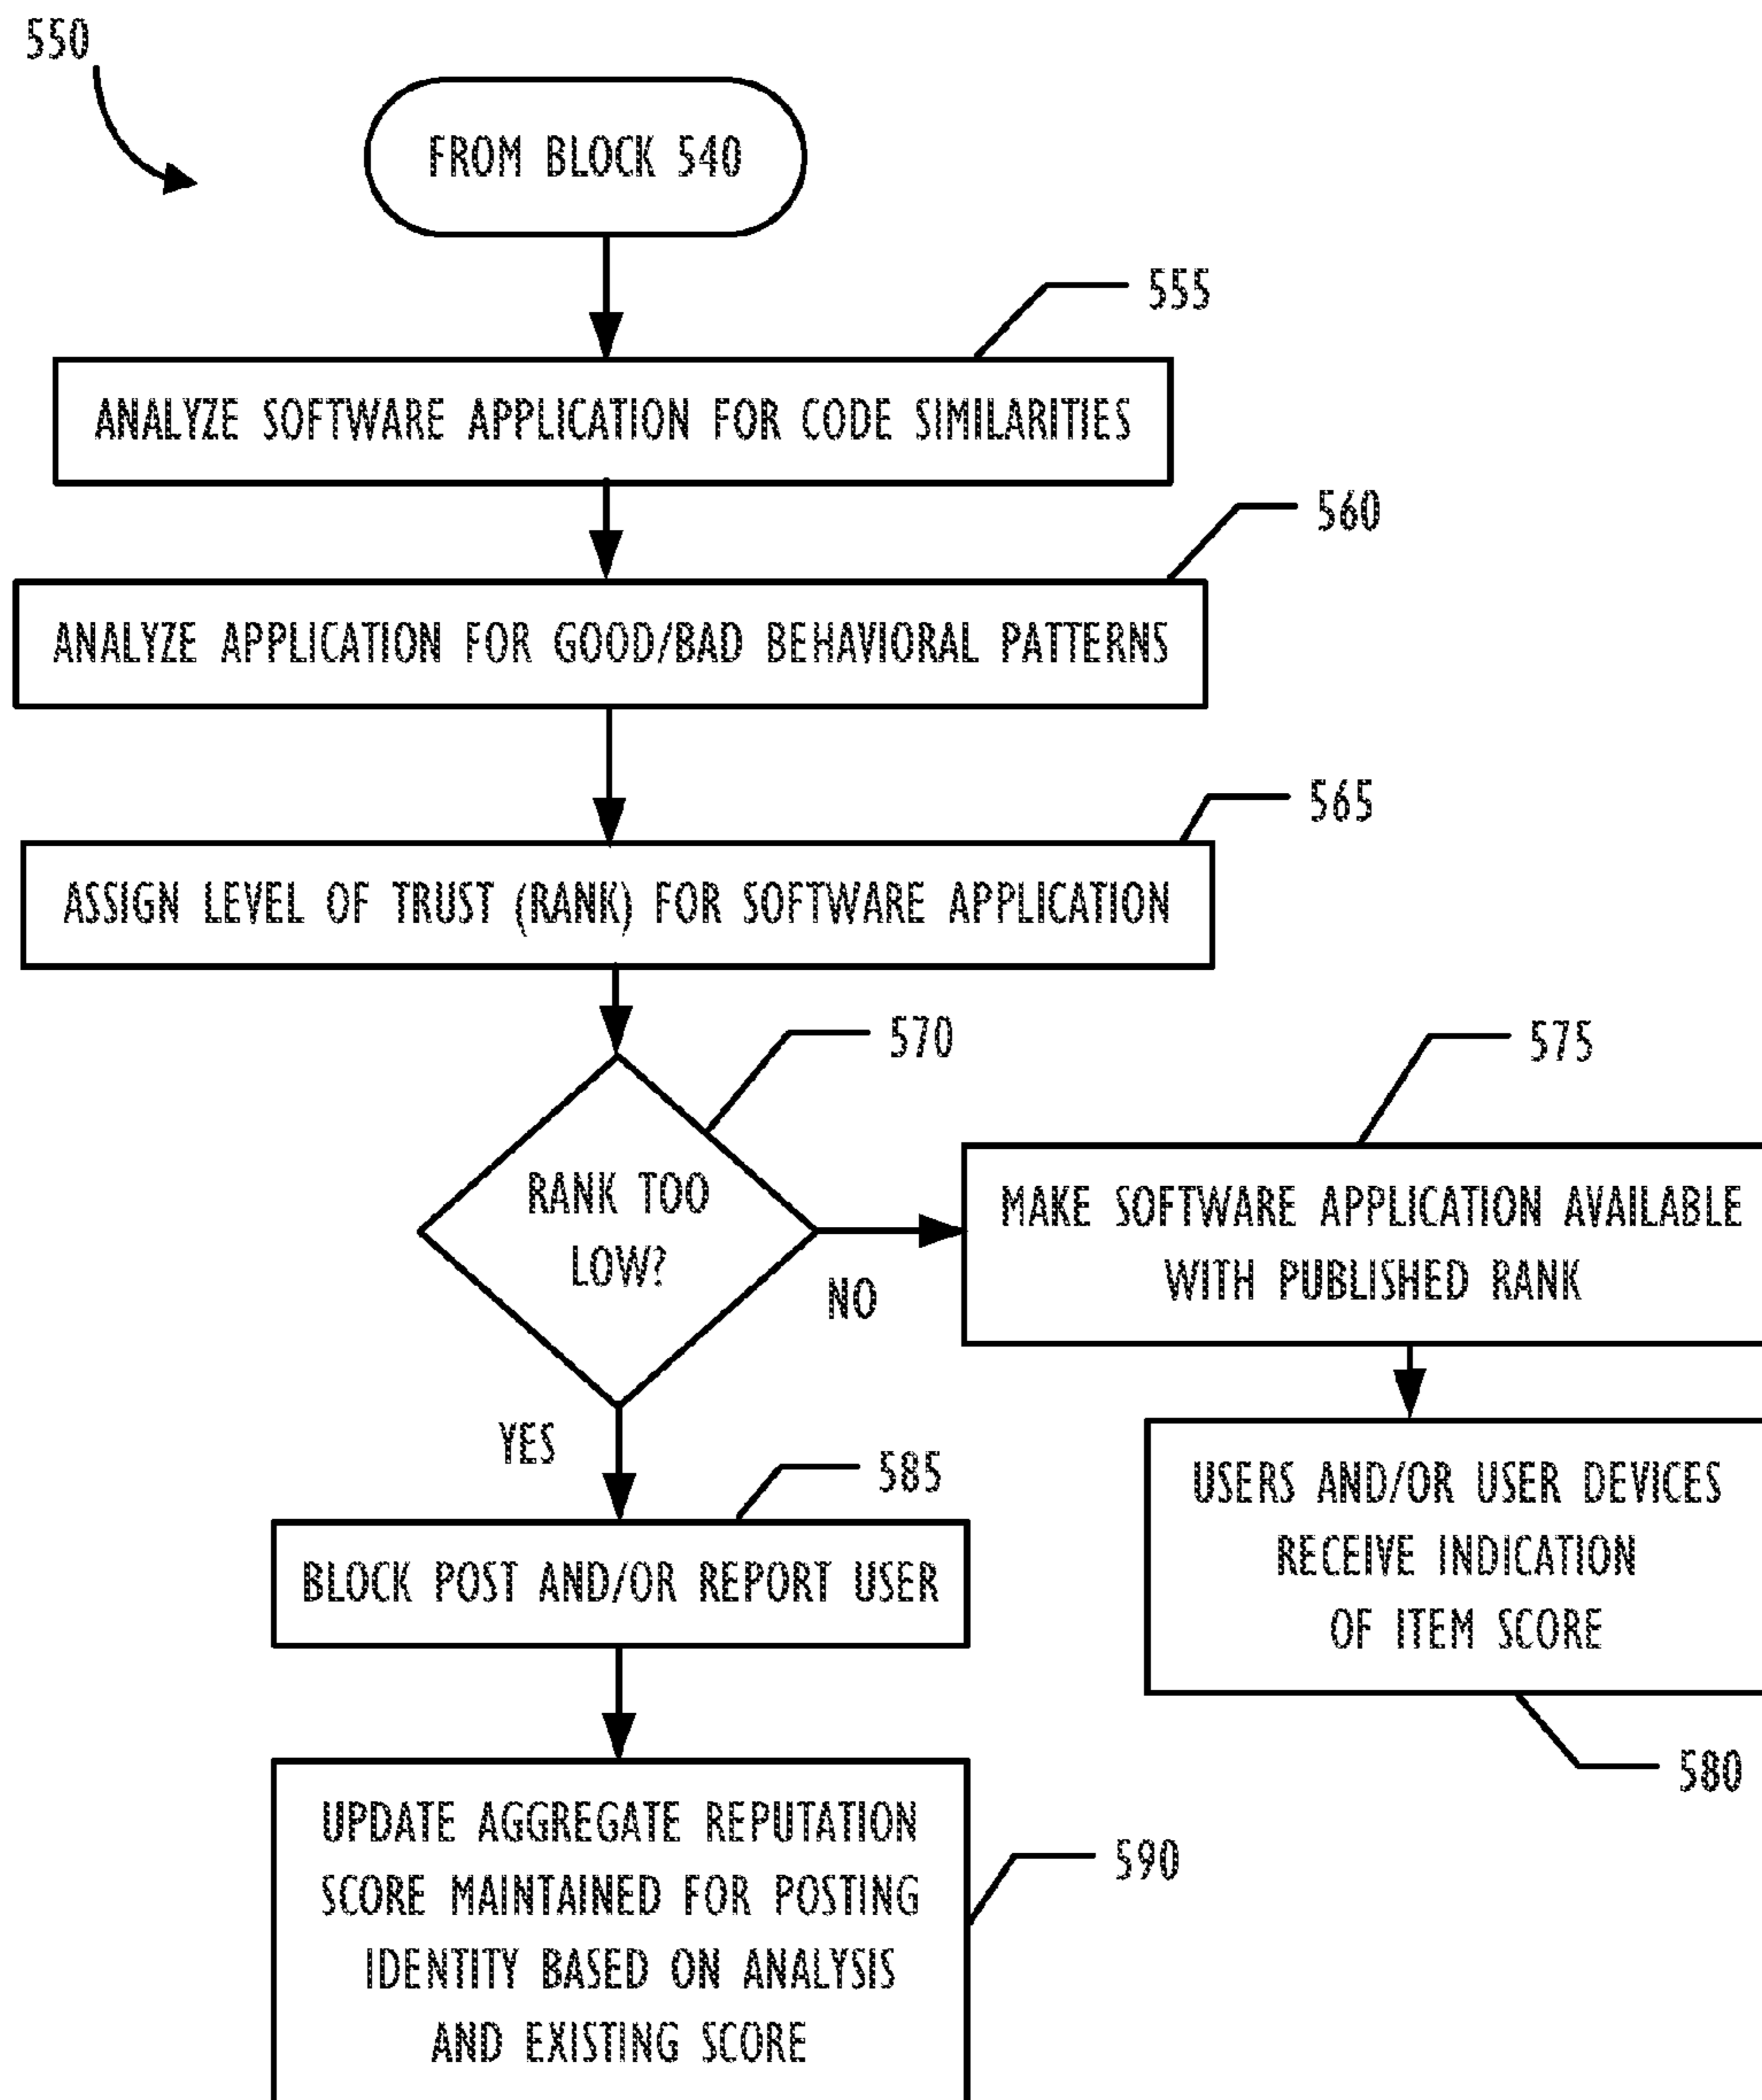 550
FROM BLOCK 540
555
ANALYZE SOFTWARE APPLICATION FOR CODE SIMILARITIES
560
ANALYZE APPLICATION FOR GOOD/BAD BEHAVIORAL PATTERNS
565
ASSIGN LEVEL OF TRUST (RANK) FOR SOFTWARE APPLICATION
570
RANK TOO
LOW?
NO
575
MAKE SOFTWARE APPLICATION AVAILABLE
WITH PUBLISHED RANK
USERS AND/OR USER DEVICES
RECEIVE INDICATION
OF ITEM SCORE
580
YES
585
BLOCK POST AND/OR REPORT USER
UPDATE AGGREGATE REPUTATION
SCORE MAINTAINED FOR POSTING
IDENTITY BASED ON ANALYSIS
AND EXISTING SCORE
590